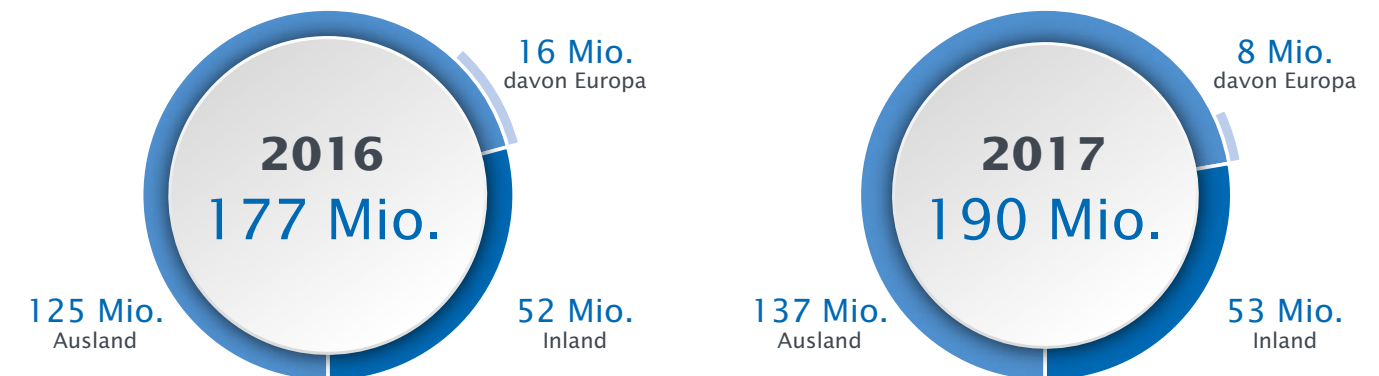 16 Mio.
davon Europa
2016
177 Mio.
125 Mio.
Ausland
52 Mio.
Inland
8 Mio.
davon Europa
2017
190 Mio.
137 Mio.
Ausland
53 Mio.
Inland